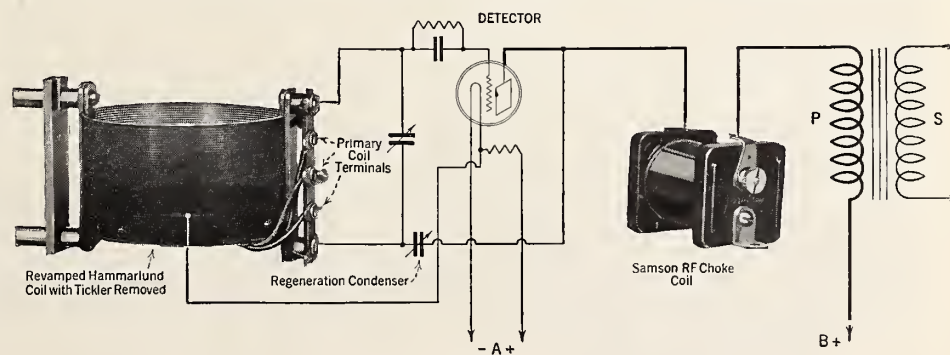 DETECTOR
Primary
Coil
Terminals
P
S
Revamped Hammarlund
Coil with Tickler Removed
Regeneration Condenser
Samson RF Choke
Coil
- A +
B +